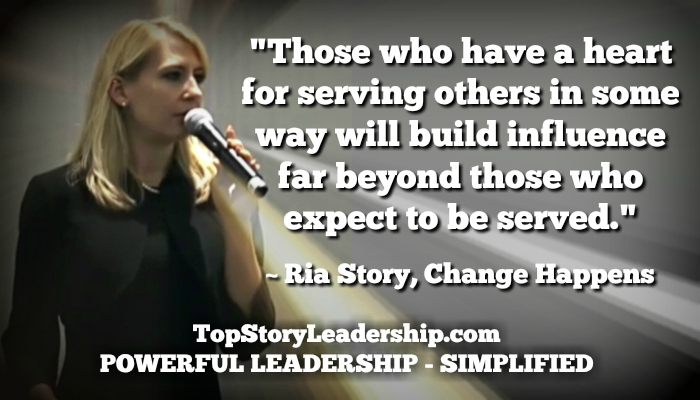 "Those who have a heart
for serving others in some
way will build influence
far beyond those who
expect to be served."
~ Ria Story, Change Happens
TopStoryLeadership.com
POWERFUL LEADERSHIP - SIMPLIFIED